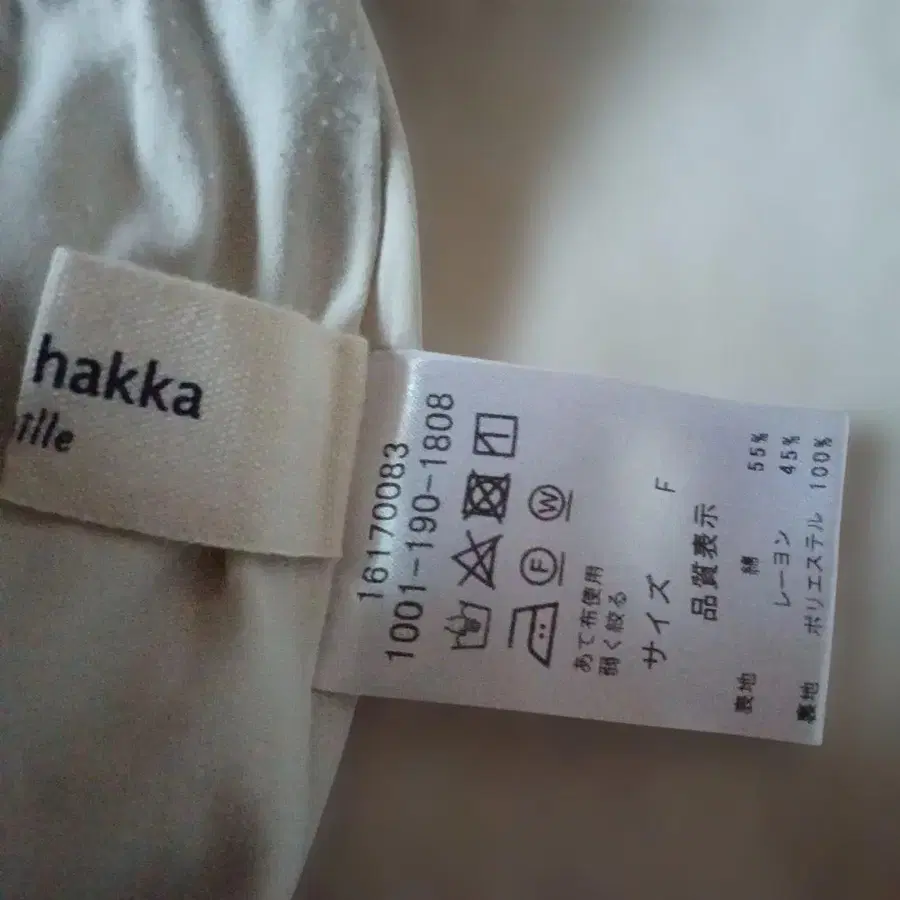 hakka
ille
16170083
1001-190-1808
F W
あて布使用
弱く絞る
サイズ F
品質表示
表地 綿 55%
レーヨン 45%
裏地 ポリエステル 100%